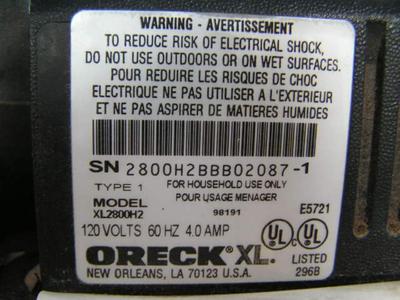 WARNING - AVERTISSEMENT
TO REDUCE RISK OF ELECTRICAL SHOCK,
DO NOT USE OUTDOORS OR ON WET SURFACES.
POUR REDUIRE LES RISQUES DE CHOC
ELECTRIQUE NE PAS UTILISER A L'EXTERIEUR
ET NE PAS ASPIRER DE MATIERES HUMIDES
SN 2800H2BBB02087-1
TYPE 1 FOR HOUSEHOLD USE ONLY
POUR USAGE MENAGER
MODEL
XL2800H2 98191 E5721
120 VOLTS 60 HZ 4.0 AMP
UL UL
ORECK XL. LISTED
NEW ORLEANS, LA 70123 U.S.A. 296B